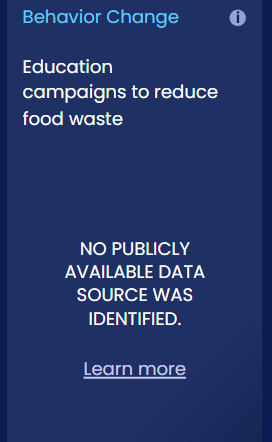 Behavior Change
Education
campaigns to reduce
food waste
NO PUBLICLY
AVAILABLE DATA
SOURCE WAS
IDENTIFIED.
Learn more